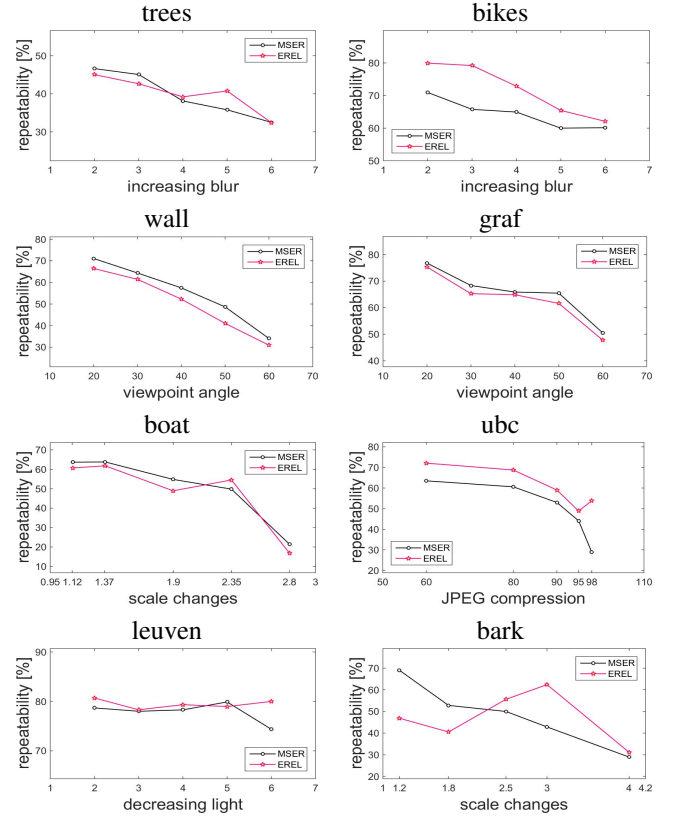 trees
repeatability [%]
50
40
30
MSER
EREL
1 2 3 4 5 6 7
increasing blur
bikes
repeatability [%]
80
70
60
50
MSER
EREL
1 2 3 4 5 6 7
increasing blur
wall
repeatability [%]
80
70
60
50
40
30
MSER
EREL
10 20 30 40 50 60 70
viewpoint angle
graf
repeatability [%]
80
70
60
50
40
MSER
EREL
10 20 30 40 50 60 70
viewpoint angle
boat
repeatability [%]
70
60
50
40
30
20
10
MSER
EREL
0.95 1.12 1.37 1.9 2.35 2.8 3
scale changes
ubc
repeatability [%]
80
70
60
50
40
30
20
MSER
EREL
50 60 80 90 95 98 110
JPEG compression
leuven
repeatability [%]
90
80
70
MSER
EREL
1 2 3 4 5 6 7
decreasing light
bark
repeatability [%]
70
60
50
40
30
20
MSER
EREL
1 1.2 1.8 2.5 3 4 4.2
scale changes